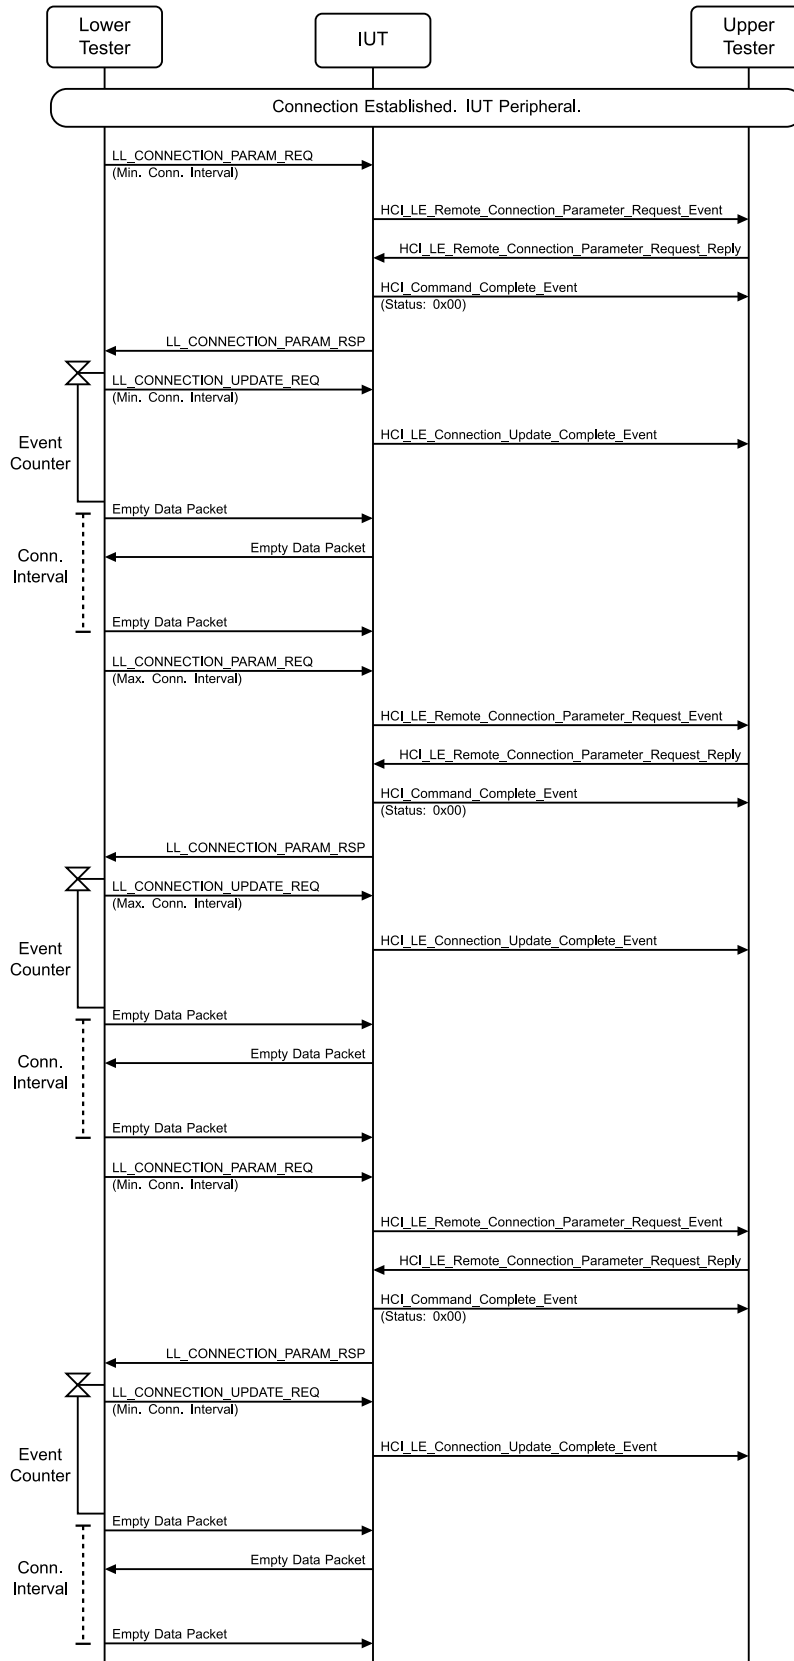 Lower
Tester
IUT
Upper
Tester
Connection Established. IUT Peripheral.
LL_CONNECTION_PARAM_REQ
(Min. Conn. Interval)
HCI_LE_Remote_Connection_Parameter_Request_Event
HCI_LE_Remote_Connection_Parameter_Request_Reply
HCI_Command_Complete_Event
(Status: 0x00)
LL_CONNECTION_PARAM_RSP
LL_CONNECTION_UPDATE_REQ
(Min. Conn. Interval)
Event
Counter
HCI_LE_Connection_Update_Complete_Event
Empty Data Packet
Empty Data Packet
Conn.
Interval
Empty Data Packet
LL_CONNECTION_PARAM_REQ
(Max. Conn. Interval)
HCI_LE_Remote_Connection_Parameter_Request_Event
HCI_LE_Remote_Connection_Parameter_Request_Reply
HCI_Command_Complete_Event
(Status: 0x00)
LL_CONNECTION_PARAM_RSP
LL_CONNECTION_UPDATE_REQ
(Max. Conn. Interval)
Event
Counter
HCI_LE_Connection_Update_Complete_Event
Empty Data Packet
Empty Data Packet
Conn.
Interval
Empty Data Packet
LL_CONNECTION_PARAM_REQ
(Min. Conn. Interval)
HCI_LE_Remote_Connection_Parameter_Request_Event
HCI_LE_Remote_Connection_Parameter_Request_Reply
HCI_Command_Complete_Event
(Status: 0x00)
LL_CONNECTION_PARAM_RSP
LL_CONNECTION_UPDATE_REQ
(Min. Conn. Interval)
Event
Counter
HCI_LE_Connection_Update_Complete_Event
Empty Data Packet
Empty Data Packet
Conn.
Interval
Empty Data Packet